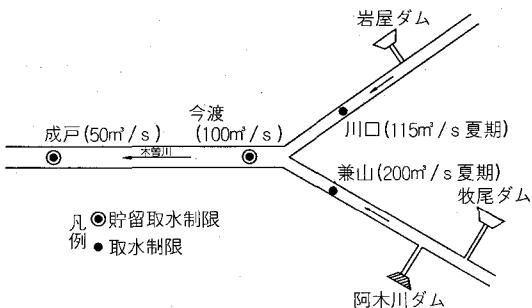 岩屋ダム
今渡
成戸(50㎥/s)
(100㎥/s)
川口(115㎥/s夏期)
木曽川
兼山(200㎥/s夏期)
牧尾ダム
凡例
◉貯留取水制限
●取水制限
阿木川ダム